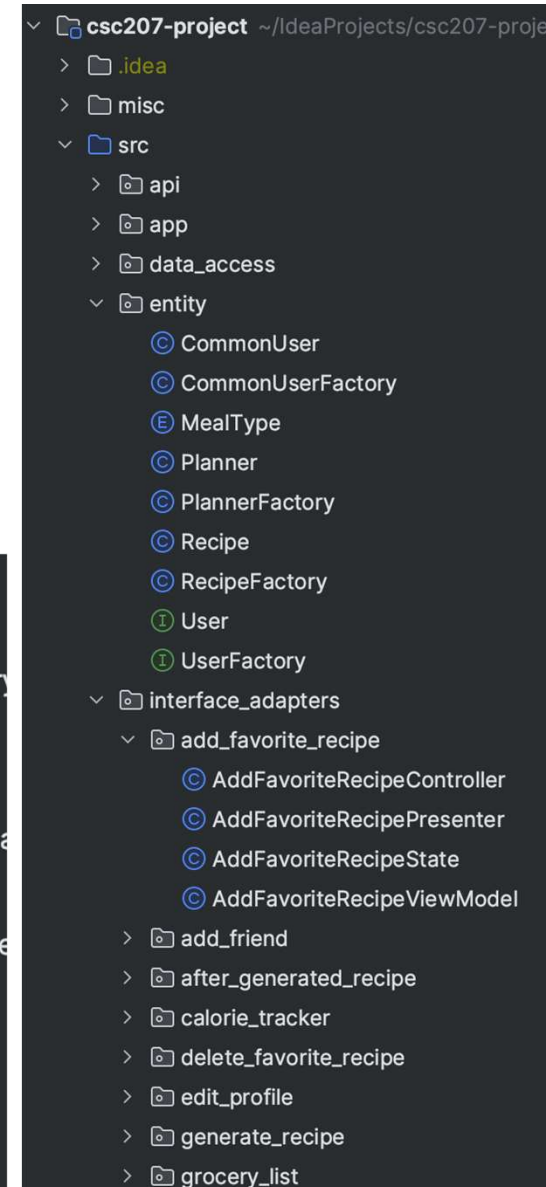 csc207-project ~/IdeaProjects/csc207-proje
.idea
misc
src
api
app
data_access
entity
CommonUser
CommonUserFactory
MealType
Planner
PlannerFactory
Recipe
RecipeFactory
User
UserFactory
interface_adapters
add_favorite_recipe
AddFavoriteRecipeController
AddFavoriteRecipePresenter
AddFavoriteRecipeState
AddFavoriteRecipeViewModel
add_friend
after_generated_recipe
calorie_tracker
delete_favorite_recipe
edit_profile
generate_recipe
grocery_list